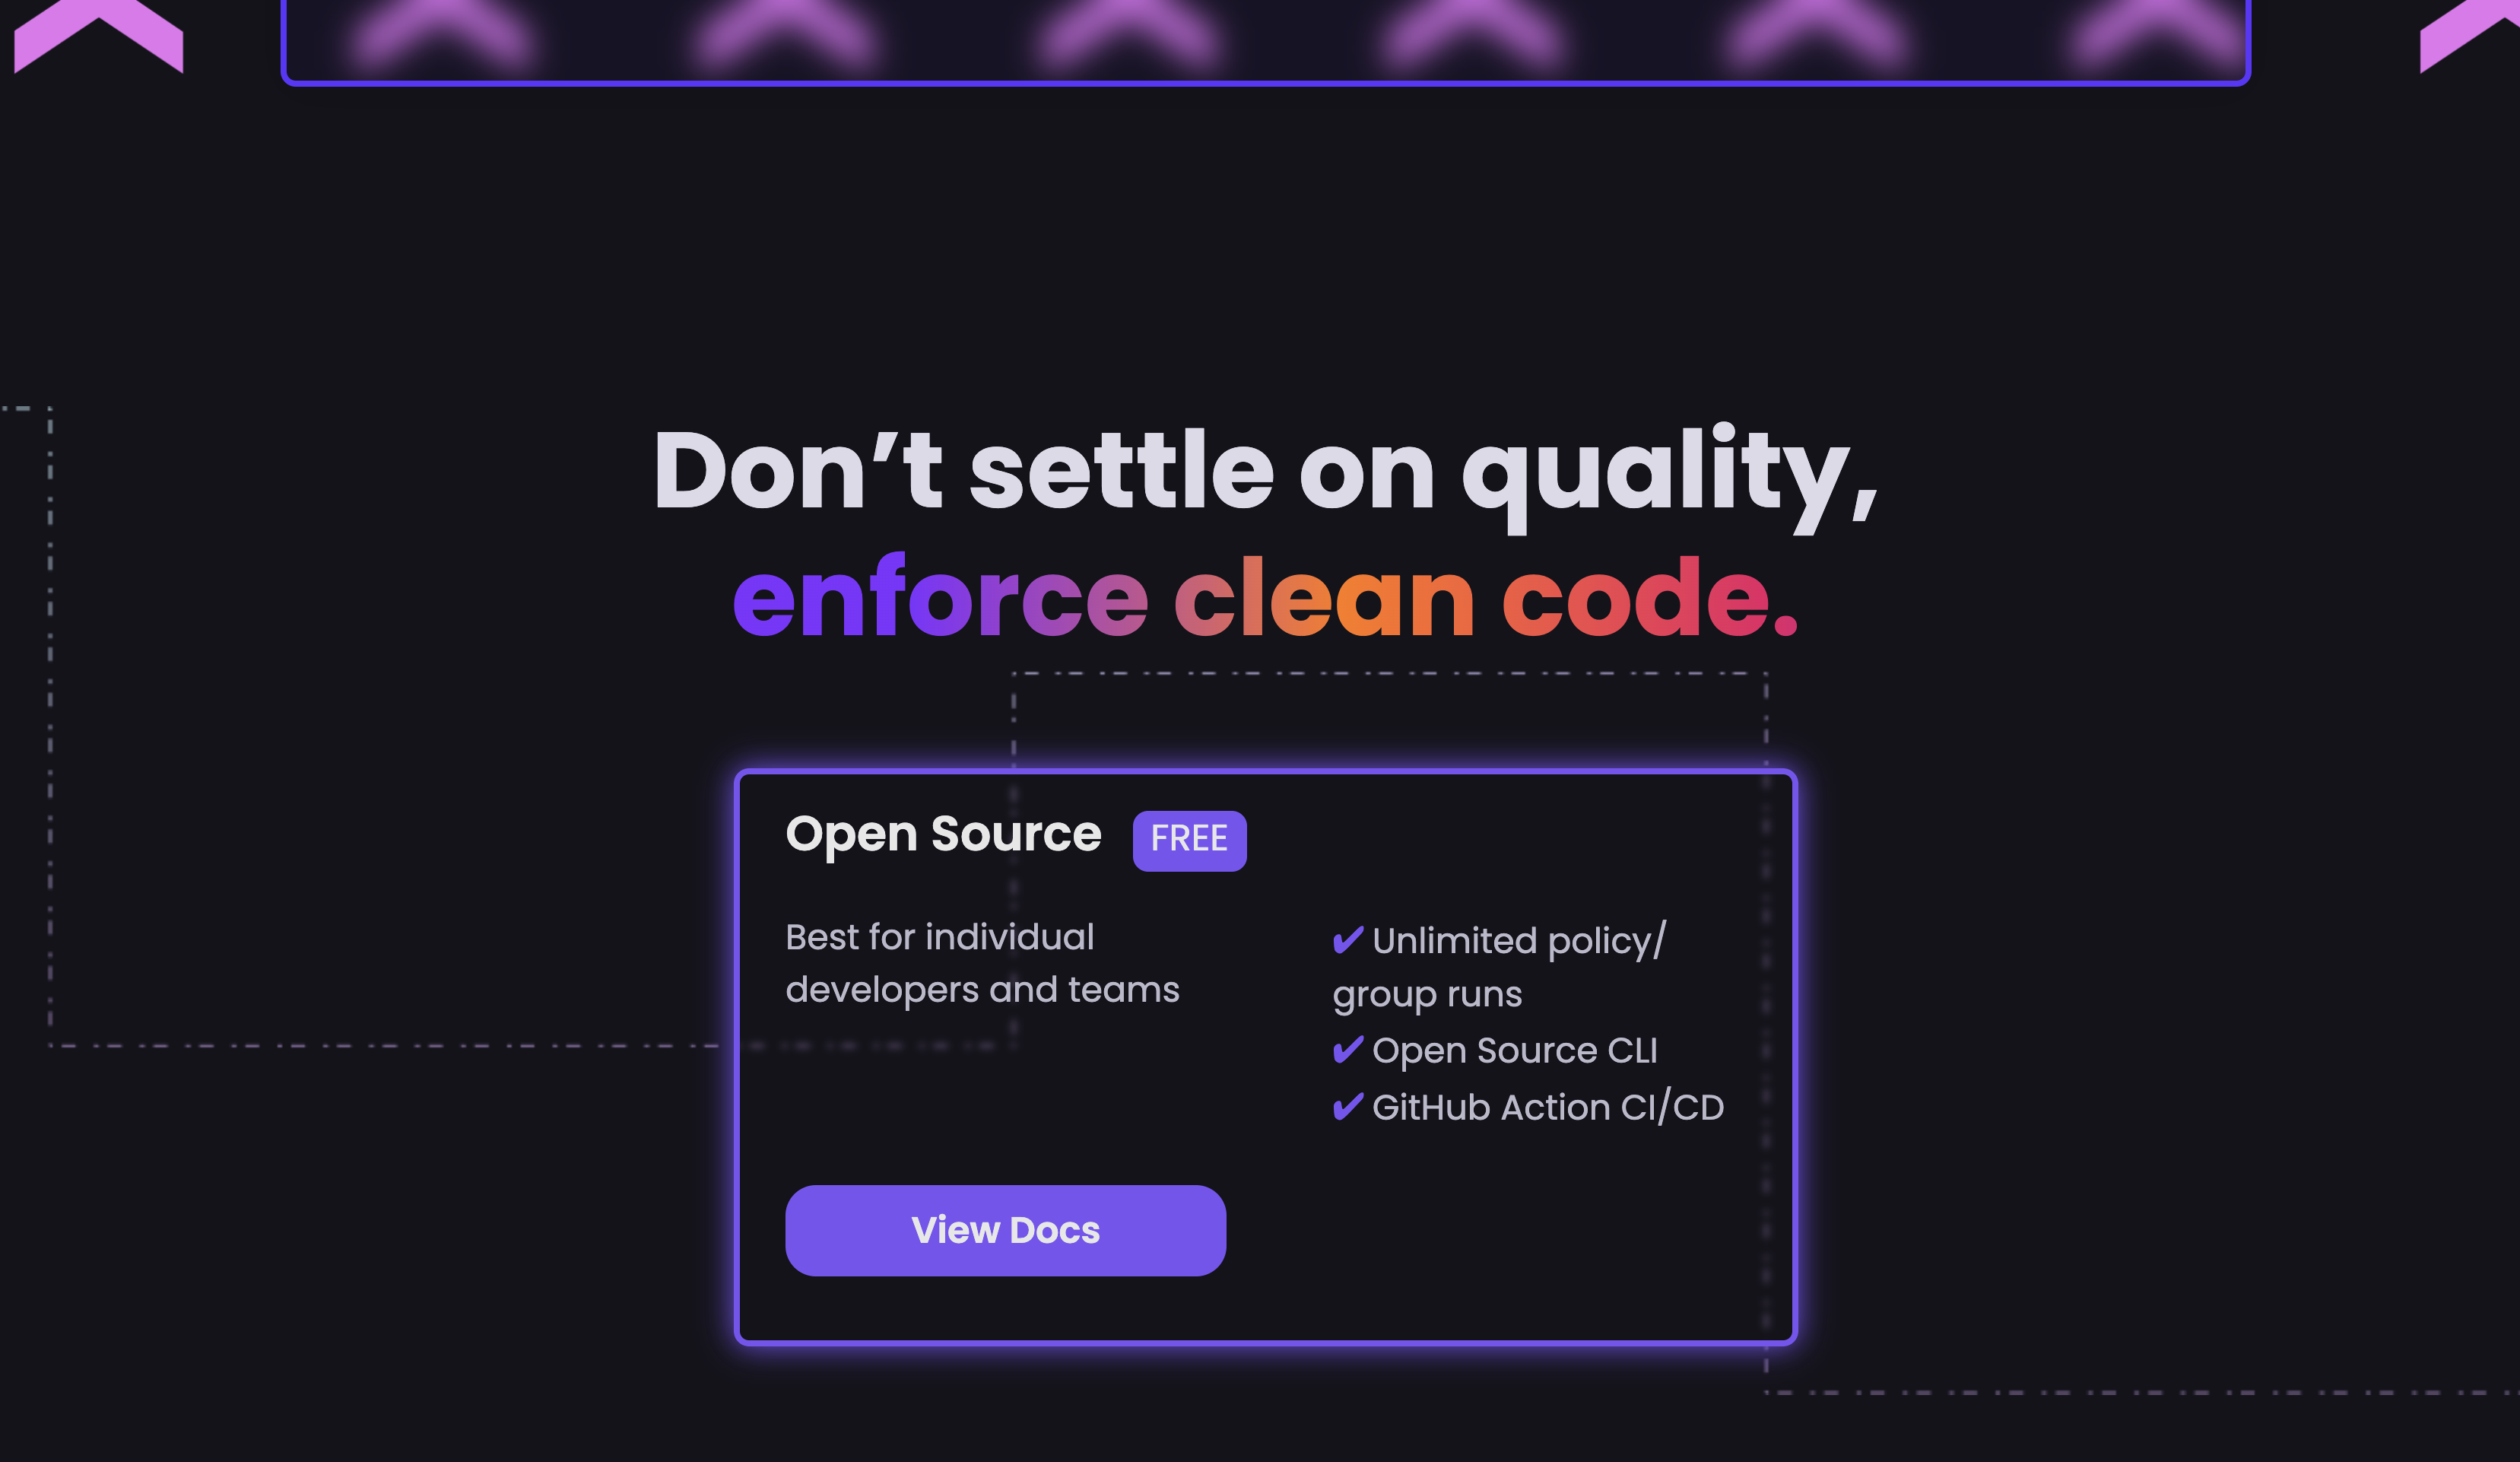 Don’t settle on quality,
enforce clean code.
Open Source FREE
Best for individual
developers and teams
✔ Unlimited policy/
group runs
✔ Open Source CLI
✔ GitHub Action CI/CD
View Docs